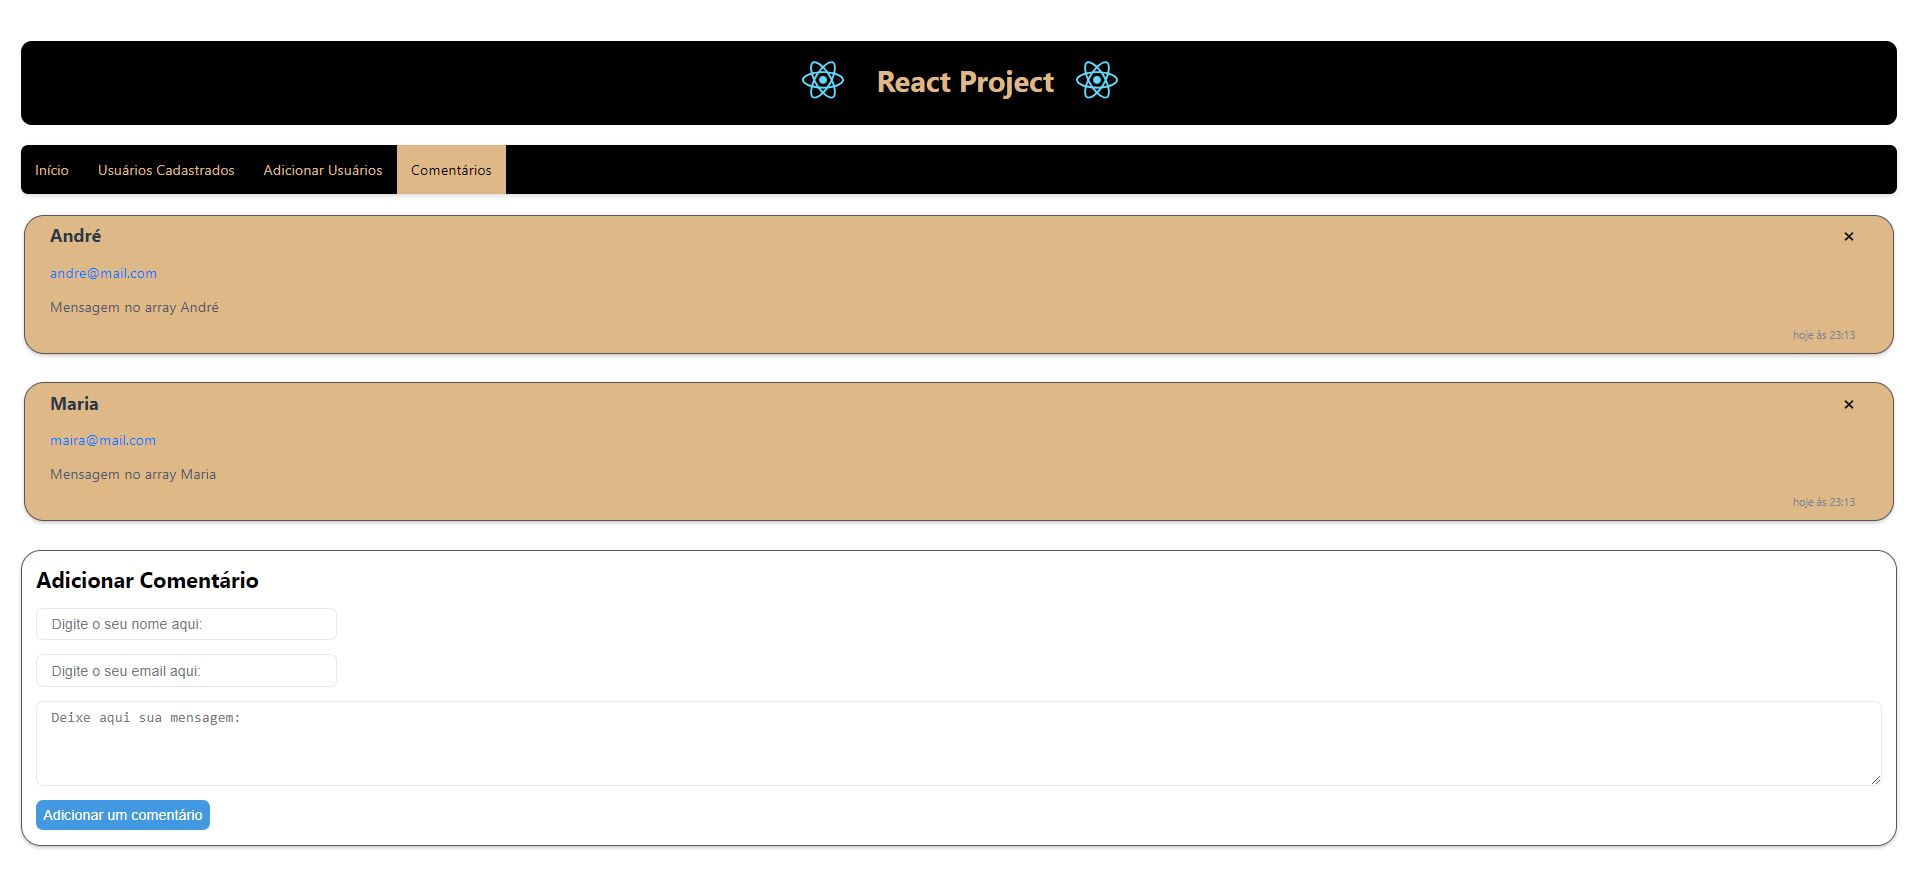 React Project
Início Usuários Cadastrados Adicionar Usuários Comentários
André ×
andre@mail.com
Mensagem no array André
hoje às 23:13
Maria ×
maira@mail.com
Mensagem no array Maria
hoje às 23:13
Adicionar Comentário
Digite o seu nome aqui:
Digite o seu email aqui:
Deixe aqui sua mensagem:
Adicionar um comentário